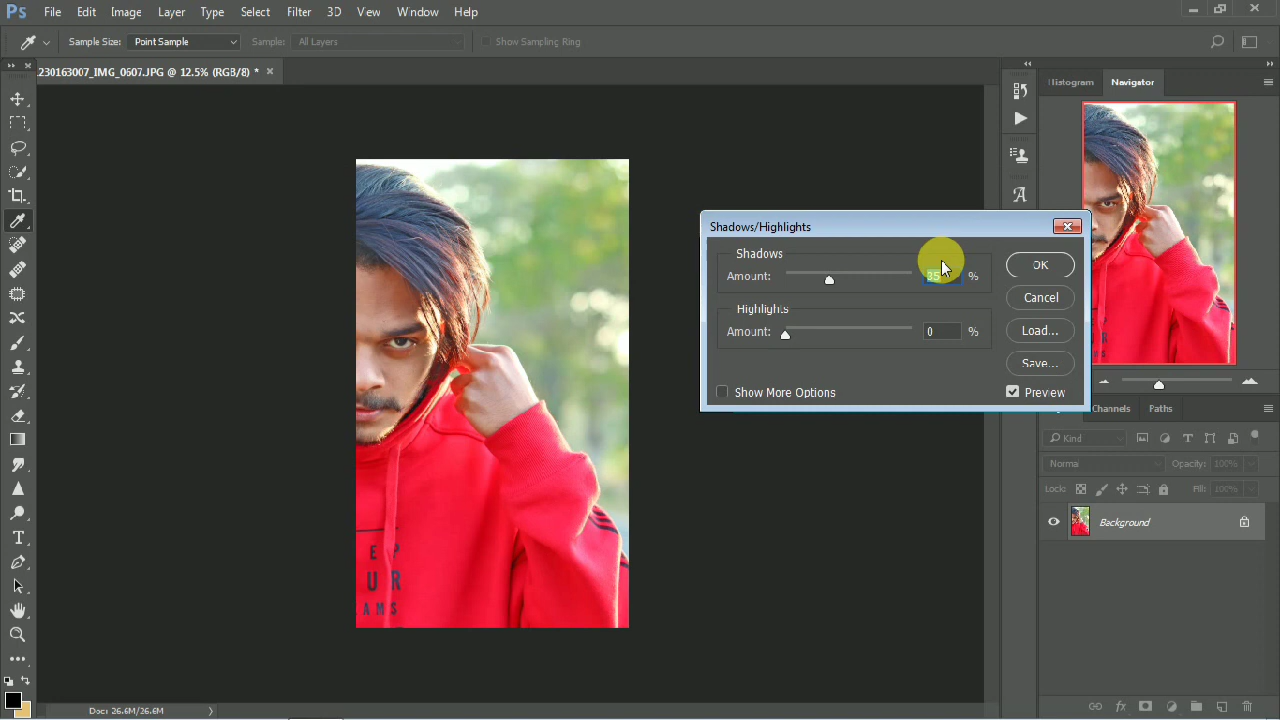 Ps File Edit Image Layer Type Select Filter 3D View Window Help
Sample Size: Point Sample Sample: All Layers Show Sampling Ring
230163007_IMG_0607.JPG @ 12.5% (RGB/8) *
Histogram Navigator
Shadows/Highlights
Shadows
Amount: 35 %
Highlights
Amount: 0 %
Show More Options
OK
Cancel
Load...
Save...
Preview
Channels Paths
Kind
Normal Opacity: 100%
Lock: Fill: 100%
Background
E P
U R
A M S
Doc: 26.6M/26.6M